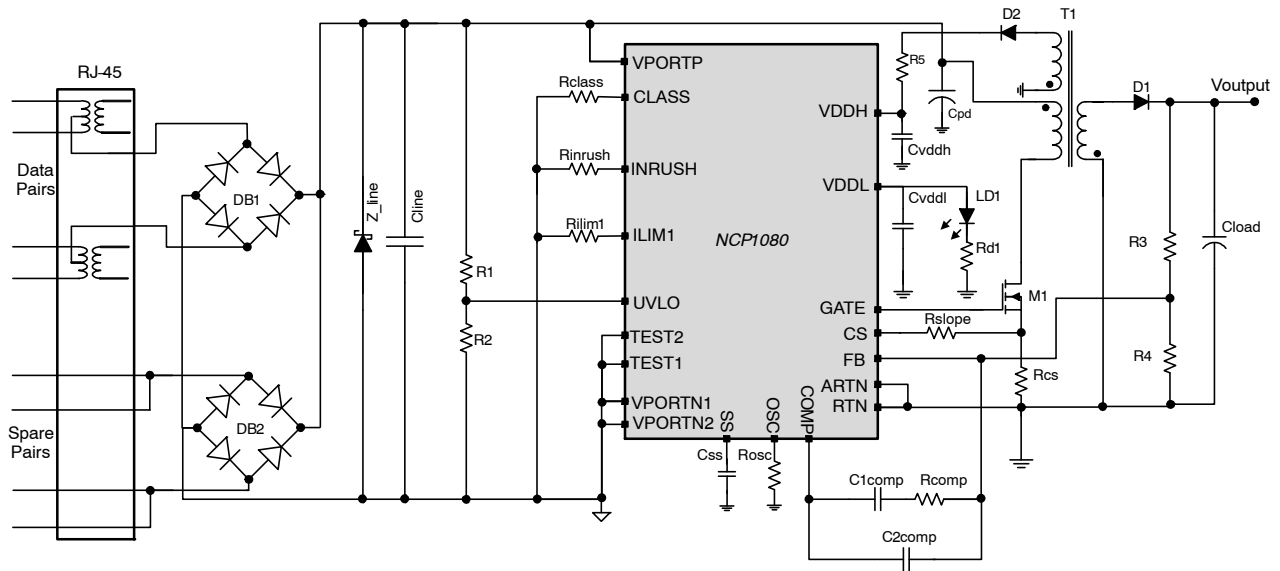 RJ-45
Data
Pairs
Spare
Pairs
DB1
DB2
Z_line
Cline
R1
R2
Rclass
Rinrush
Rilim1
VPORTP
CLASS
INRUSH
ILIM1
UVLO
TEST2
TEST1
VPORTN1
VPORTN2
NCP1080
VDDH
VDDL
GATE
CS
FB
ARTN
RTN
SS
OSC
COMP
Css
Rosc
C1comp
Rcomp
C2comp
R5
D2
T1
Cpd
Cvddh
Cvddl
LD1
Rd1
M1
Rslope
Rcs
D1
Voutput
R3
R4
Cload